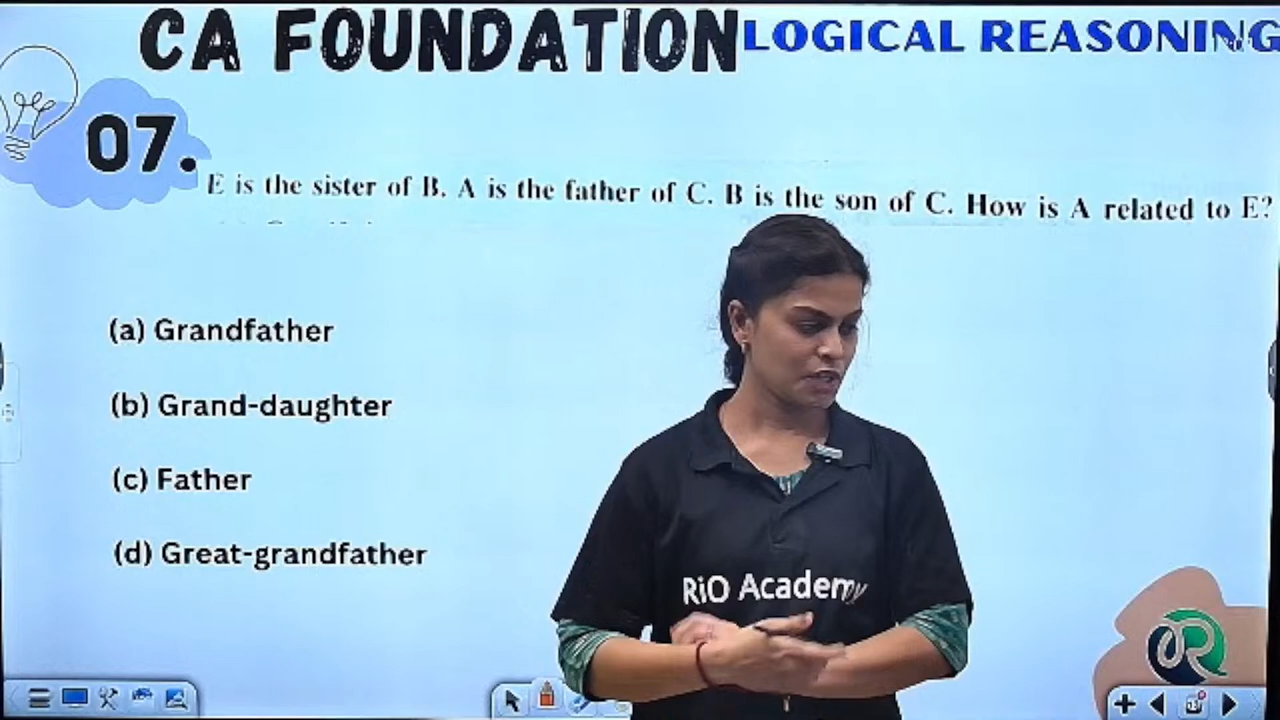 CA FOUNDATION LOGICAL REASONING
07.
E is the sister of B. A is the father of C. B is the son of C. How is A related to E?
(a) Grandfather
(b) Grand-daughter
(c) Father
(d) Great-grandfather
RiO Academy